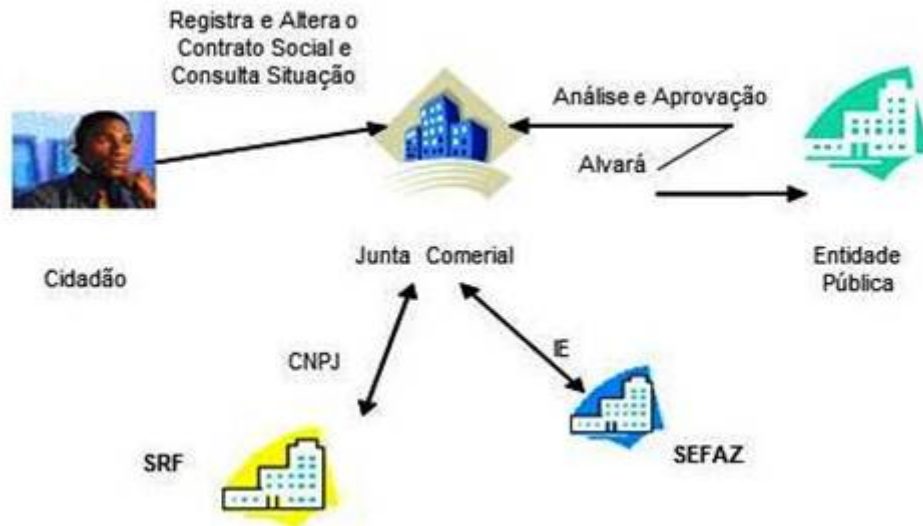 Registra e Altera o
Contrato Social e
Consulta Situação
Análise e Aprovação
Alvará
Cidadão
Junta Comerial
Entidade
Pública
CNPJ
IE
SRF
SEFAZ